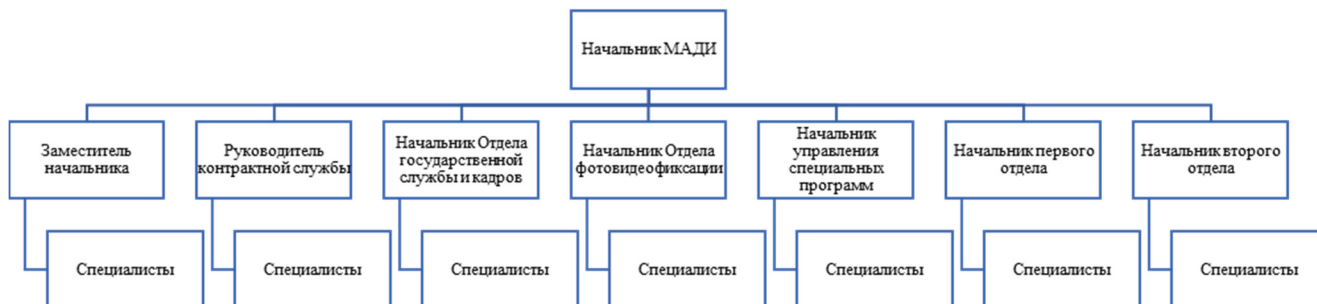 Начальник МАДИ
Заместитель
начальника
Руководитель
контрактной службы
Начальник Отдела
государственной
службы и кадров
Начальник Отдела
фотовидеофиксации
Начальник
управления
специальных
программ
Начальник первого
отдела
Начальник второго
отдела
Специалисты
Специалисты
Специалисты
Специалисты
Специалисты
Специалисты
Специалисты